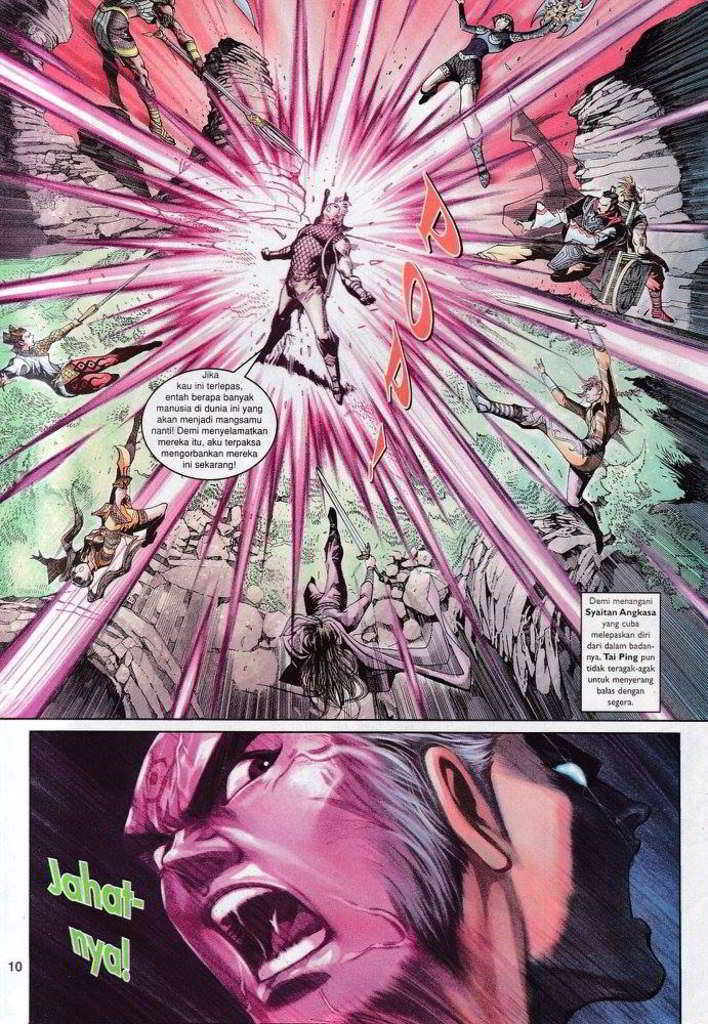 POP!
Jika
kau ini terlepas,
entah berapa banyak
manusia di dunia ini yang
akan menjadi mangsamu
nanti! Demi menyelamatkan
mereka itu, aku terpaksa
mengorbankan mereka
ini sekarang!
Demi menangani
Syaitan Angkasa
yang cuba
melepaskan diri
dari dalam badan-
nya, Tai Ping pun
tidak teragak-agak
untuk menyerang
balas dengan
segera.
Jahat-
nya!
10